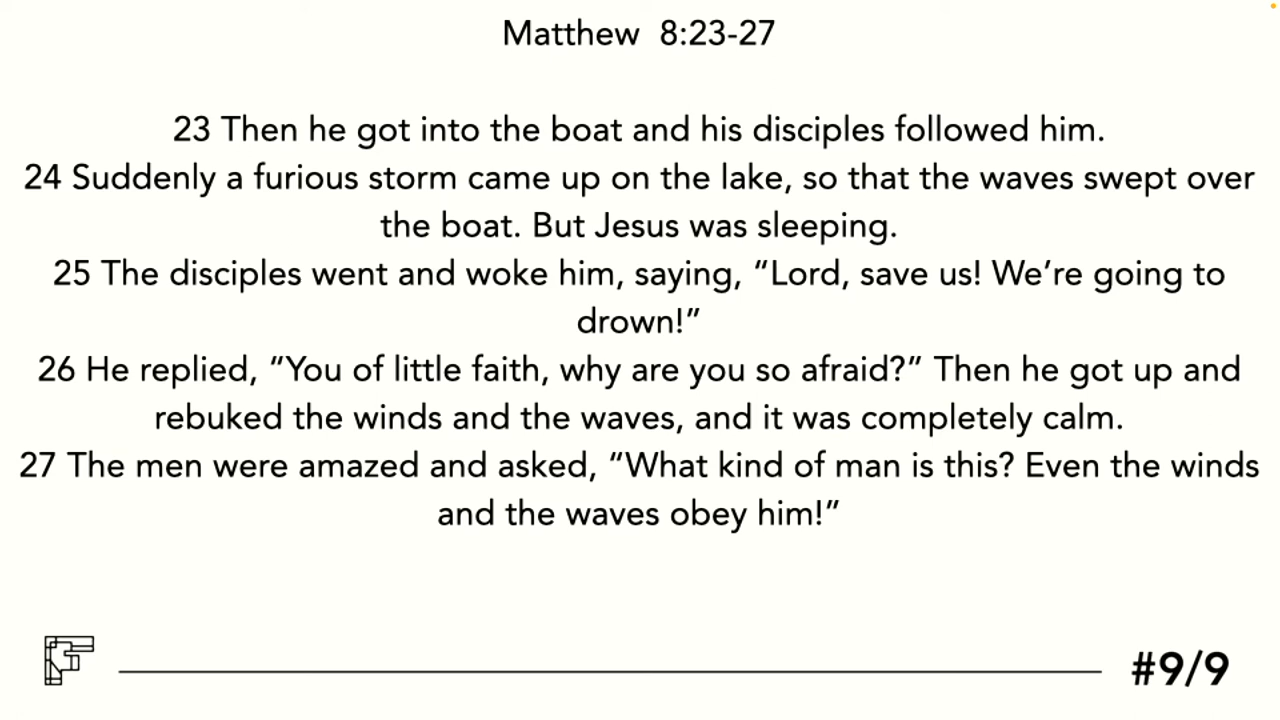 Matthew 8:23-27
23 Then he got into the boat and his disciples followed him.
24 Suddenly a furious storm came up on the lake, so that the waves swept over
the boat. But Jesus was sleeping.
25 The disciples went and woke him, saying, “Lord, save us! We’re going to
drown!”
26 He replied, “You of little faith, why are you so afraid?” Then he got up and
rebuked the winds and the waves, and it was completely calm.
27 The men were amazed and asked, “What kind of man is this? Even the winds
and the waves obey him!”
#9/9